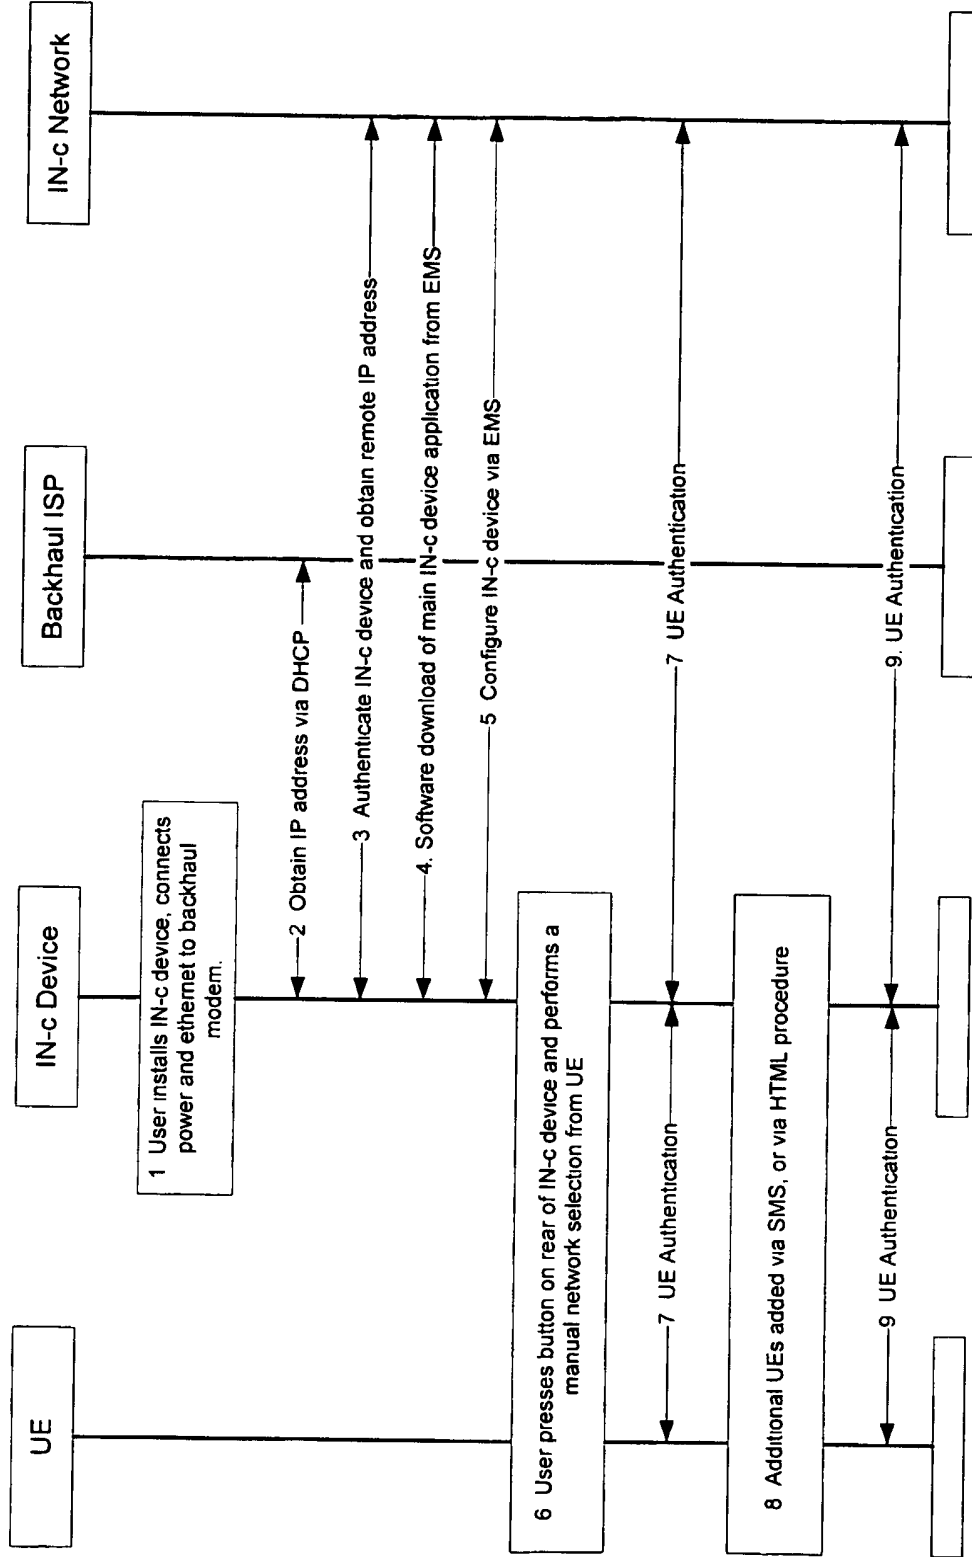 UE
IN-c Device
Backhaul ISP
IN-c Network
1 User installs IN-c device, connects
power and ethernet to backhaul
modem.
2 Obtain IP address via DHCP
3 Authenticate IN-c device and obtain remote IP address
4. Software download of main IN-c device application from EMS
5 Configure IN-c device via EMS
6 User presses button on rear of IN-c device and performs a
manual network selection from UE
7 UE Authentication
7 UE Authentication
8 Additional UEs added via SMS, or via HTML procedure
9 UE Authentication
9. UE Authentication